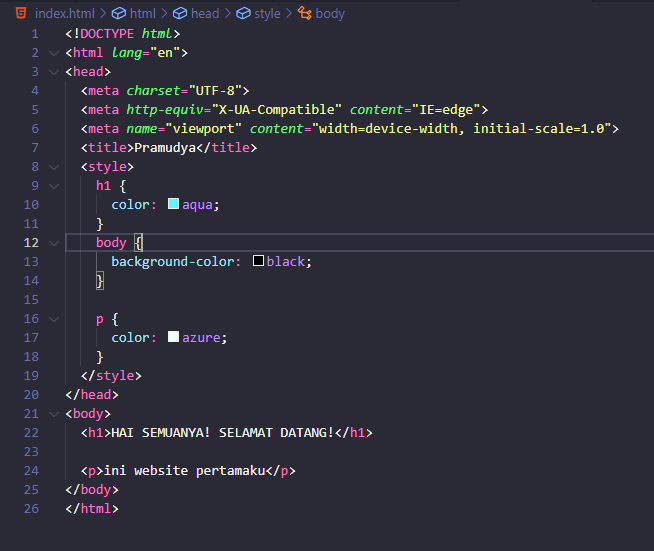 index.html > html > head > style > body
1 <!DOCTYPE html>
2 <html lang="en">
3 <head>
4 <meta charset="UTF-8">
5 <meta http-equiv="X-UA-Compatible" content="IE=edge">
6 <meta name="viewport" content="width=device-width, initial-scale=1.0">
7 <title>Pramudya</title>
8 <style>
9 h1 {
10 color: aqua;
11 }
12 body {
13 background-color: black;
14 }
15
16 p {
17 color: azure;
18 }
19 </style>
20 </head>
21 <body>
22 <h1>HAI SEMUANYA! SELAMAT DATANG!</h1>
23
24 <p>ini website pertamaku</p>
25 </body>
26 </html>